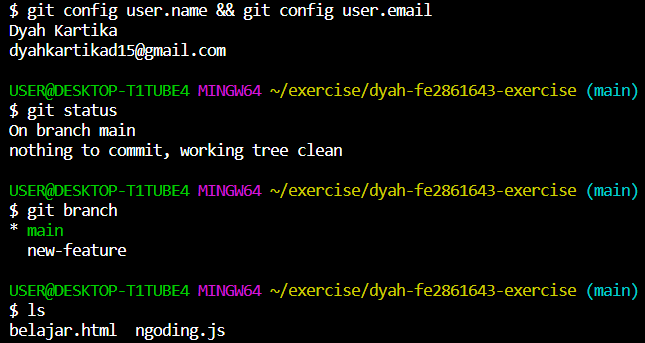 $ git config user.name && git config user.email
Dyah Kartika
dyahkartikad15@gmail.com
USER@DESKTOP-T1TUBE4 MINGW64 ~/exercise/dyah-fe2861643-exercise (main)
$ git status
On branch main
nothing to commit, working tree clean
USER@DESKTOP-T1TUBE4 MINGW64 ~/exercise/dyah-fe2861643-exercise (main)
$ git branch
* main
  new-feature
USER@DESKTOP-T1TUBE4 MINGW64 ~/exercise/dyah-fe2861643-exercise (main)
$ ls
belajar.html  ngoding.js